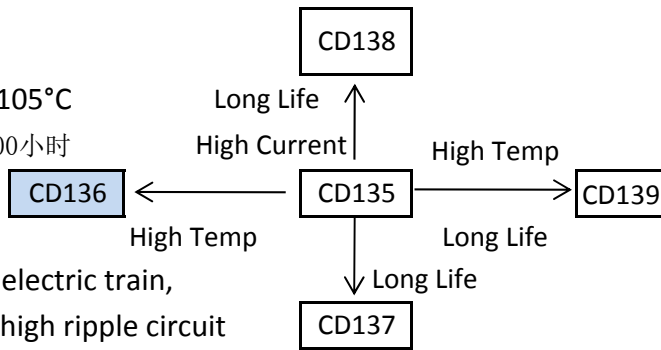 CD138
105°C
Long Life
00小时
High Current
High Temp
CD136
CD135
CD139
High Temp
Long Life
electric train,
Long Life
high ripple circuit
CD137